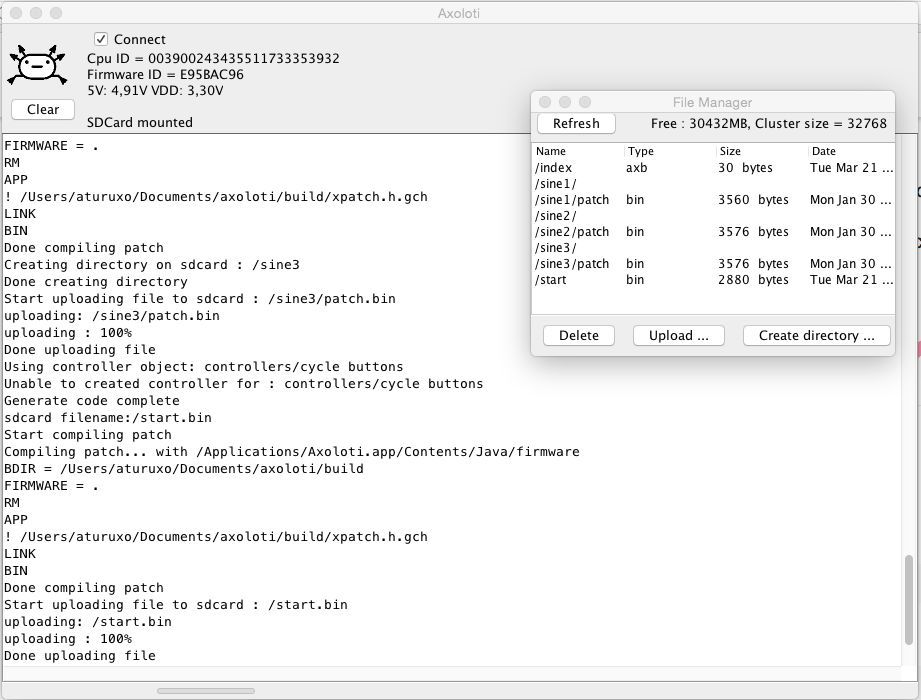 Axoloti
Connect
Cpu ID = 003900243435511733353932
Firmware ID = E95BAC96
5V: 4,91V VDD: 3,30V
Clear
SDCard mounted
FIRMWARE = .
RM
APP
! /Users/aturuxo/Documents/axoloti/build/xpatch.h.gch
LINK
BIN
Done compiling patch
Creating directory on sdcard : /sine3
Done creating directory
Start uploading file to sdcard : /sine3/patch.bin
uploading: /sine3/patch.bin
uploading : 100%
Done uploading file
Using controller object: controllers/cycle buttons
Unable to created controller for : controllers/cycle buttons
Generate code complete
sdcard filename:/start.bin
Start compiling patch
Compiling patch... with /Applications/Axoloti.app/Contents/Java/firmware
BDIR = /Users/aturuxo/Documents/axoloti/build
FIRMWARE = .
RM
APP
! /Users/aturuxo/Documents/axoloti/build/xpatch.h.gch
LINK
BIN
Done compiling patch
Start uploading file to sdcard : /start.bin
uploading: /start.bin
uploading : 100%
Done uploading file
File Manager
Refresh Free : 30432MB, Cluster size = 32768
Name Type Size Date
/index axb 30 bytes Tue Mar 21 ...
/sine1/
/sine1/patch bin 3560 bytes Mon Jan 30 ...
/sine2/
/sine2/patch bin 3576 bytes Mon Jan 30 ...
/sine3/
/sine3/patch bin 3576 bytes Mon Jan 30 ...
/start bin 2880 bytes Tue Mar 21 ...
Delete Upload ... Create directory ...